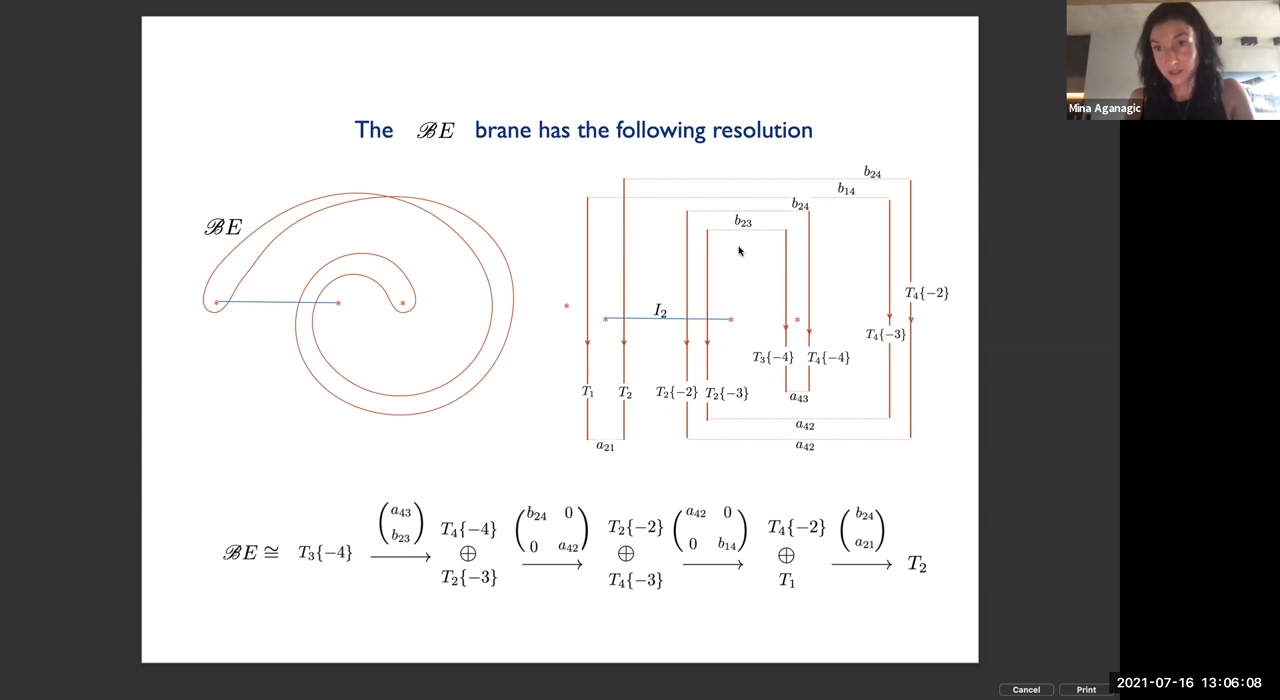 Mina Aganagic
The ℬE brane has the following resolution
ℬE
b₂₄
b₁₄
b₂₄
b₂₃
* * * * * * *
I₂
T₄{−2}
T₄{−3}
T₃{−4} T₄{−4}
T₁ T₂ T₂{−2} T₂{−3}
a₄₃
a₄₂
a₂₁ a₄₂
ℬE ≅ T₃{−4} (a₄₃ b₂₃) → T₄{−4} ⊕ T₂{−3} (b₂₄ 0 0 a₄₂) → T₂{−2} ⊕ T₄{−3} (a₄₂ 0 0 b₁₄) → T₄{−2} ⊕ T₁ (b₂₄ a₂₁) → T₂
Cancel Print
2021-07-16 13:06:08